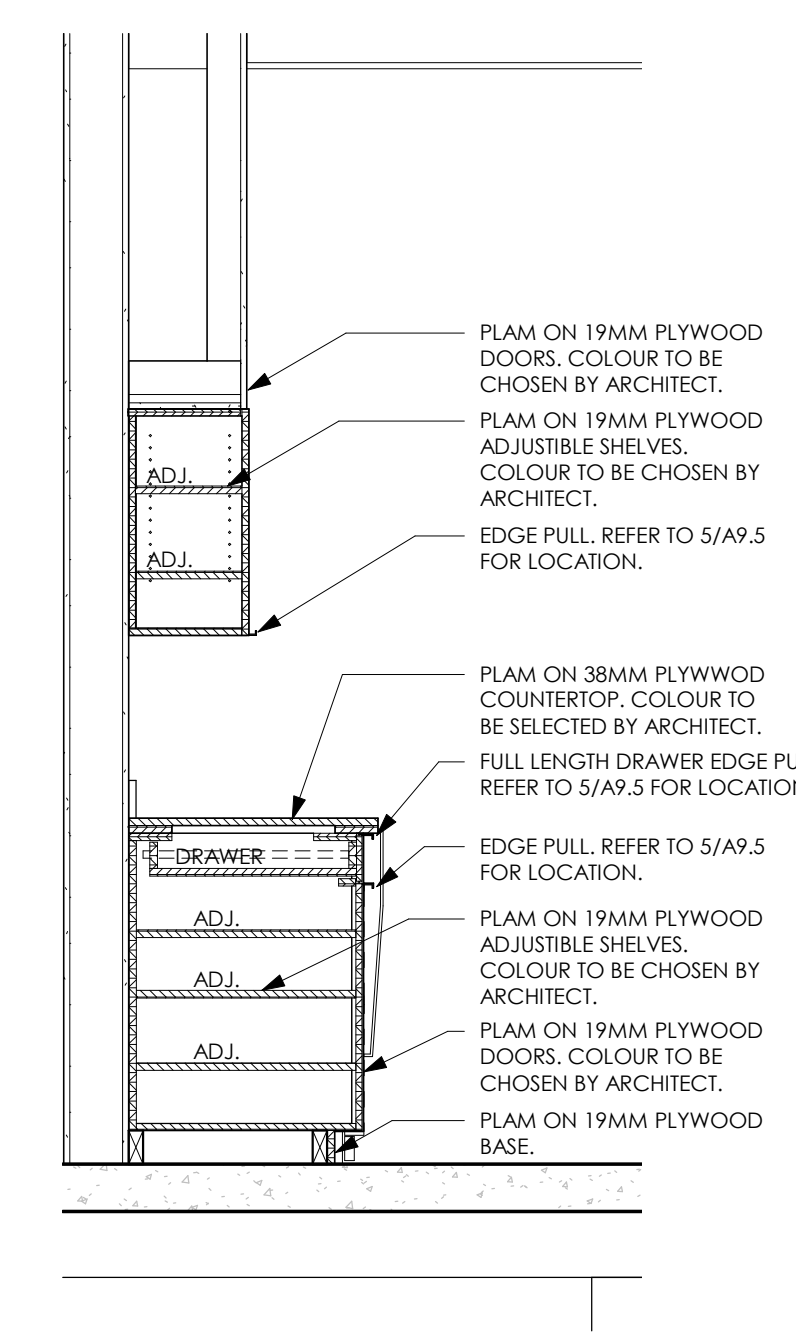 PLAM ON 19MM PLYWOOD
DOORS. COLOUR TO BE
CHOSEN BY ARCHITECT.
PLAM ON 19MM PLYWOOD
ADJUSTIBLE SHELVES.
COLOUR TO BE CHOSEN BY
ARCHITECT.
ADJ.
EDGE PULL. REFER TO 5/A9.5
FOR LOCATION.
ADJ.
PLAM ON 38MM PLYWWOD
COUNTERTOP. COLOUR TO
BE SELECTED BY ARCHITECT.
FULL LENGTH DRAWER EDGE PU
REFER TO 5/A9.5 FOR LOCATION
EDGE PULL. REFER TO 5/A9.5
FOR LOCATION.
DRAWER
PLAM ON 19MM PLYWOOD
ADJUSTIBLE SHELVES.
COLOUR TO BE CHOSEN BY
ARCHITECT.
ADJ.
ADJ.
PLAM ON 19MM PLYWOOD
DOORS. COLOUR TO BE
CHOSEN BY ARCHITECT.
ADJ.
PLAM ON 19MM PLYWOOD
BASE.